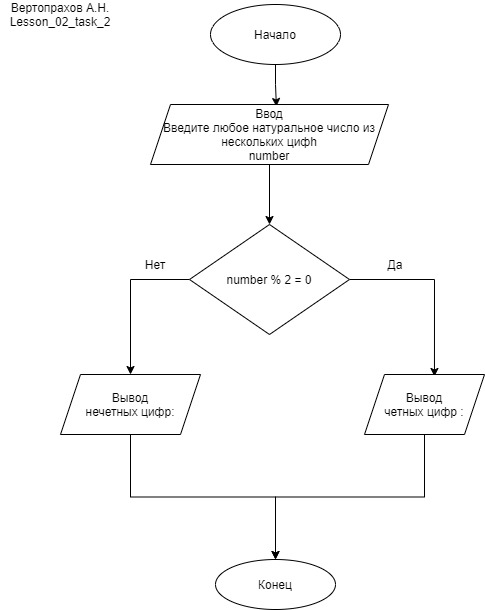 Вертопрахов А.Н.
Lesson_02_task_2
Начало
Ввод
Введите любое натуральное число из
нескольких цифh
number
Нет
number % 2 = 0
Да
Вывод
нечетных цифр:
Вывод
четных цифр :
Конец